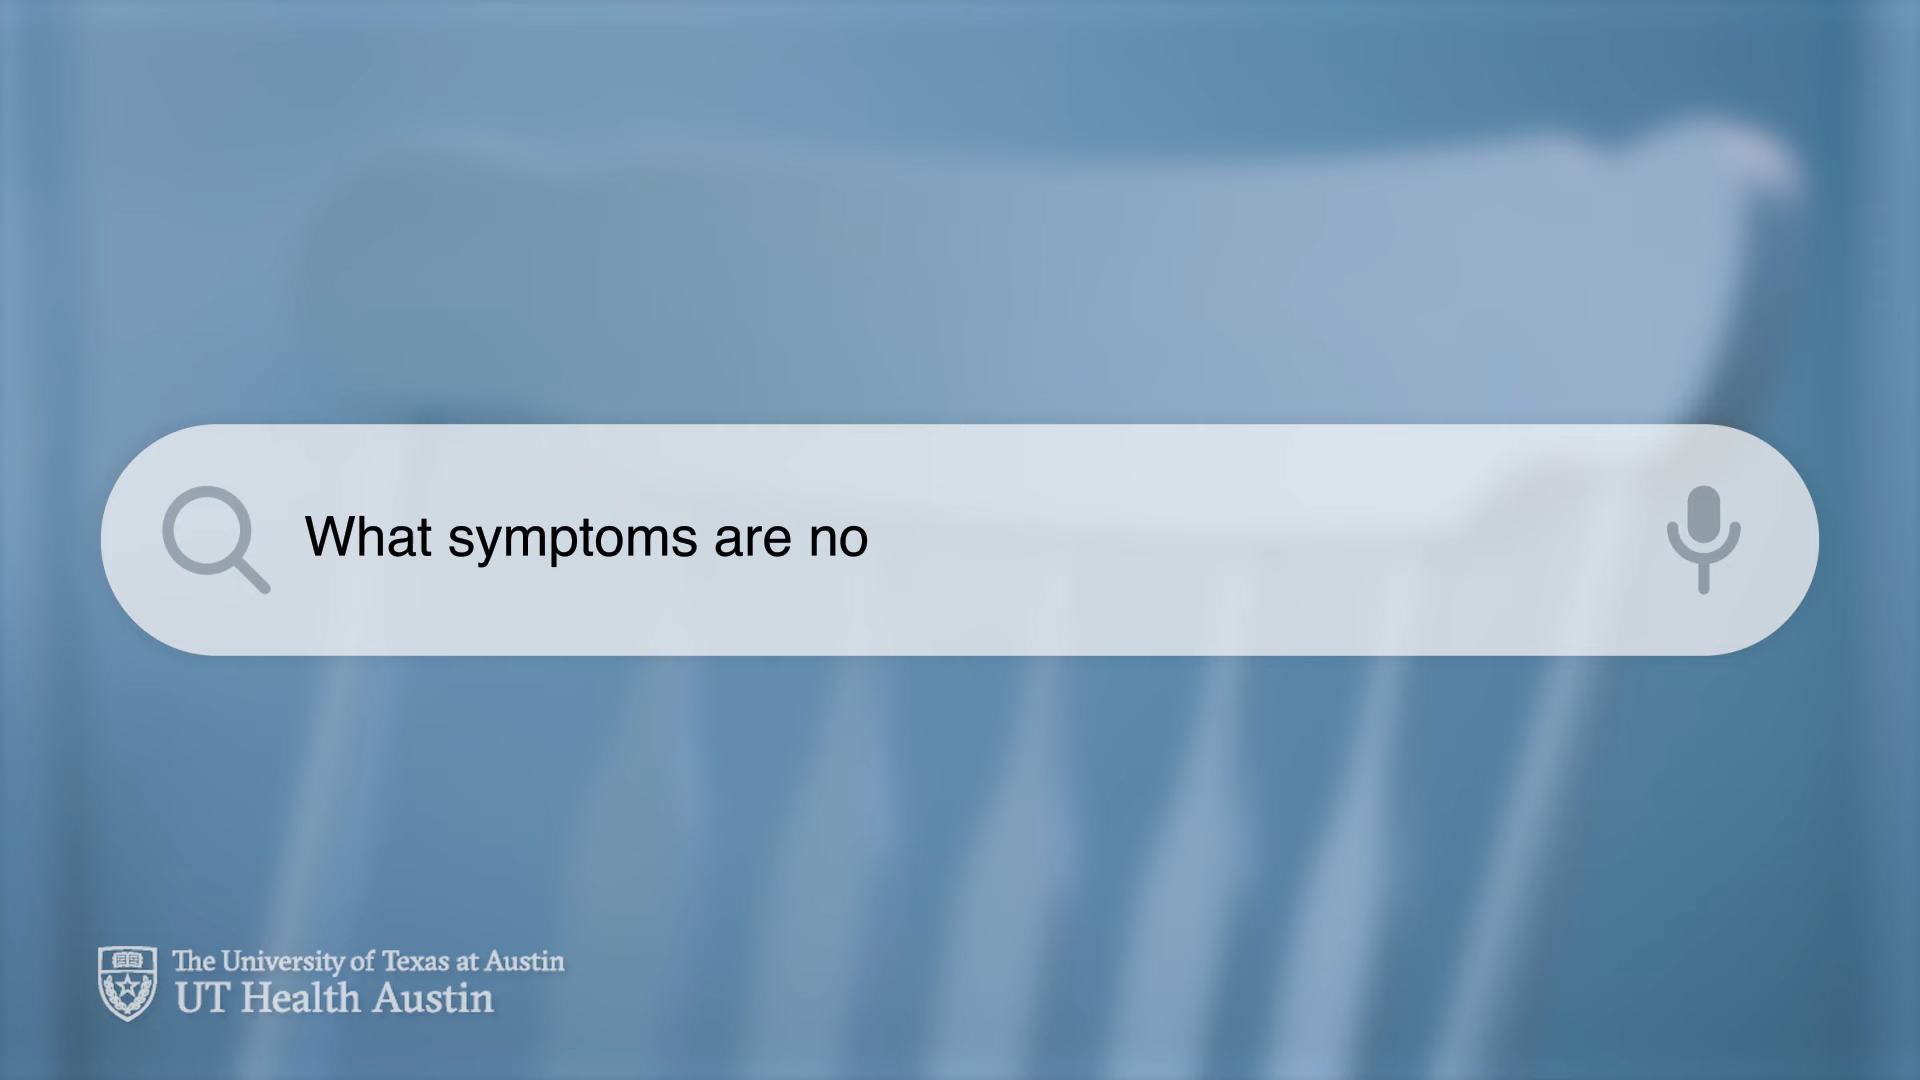 What symptoms are no
The University of Texas at Austin
UT Health Austin